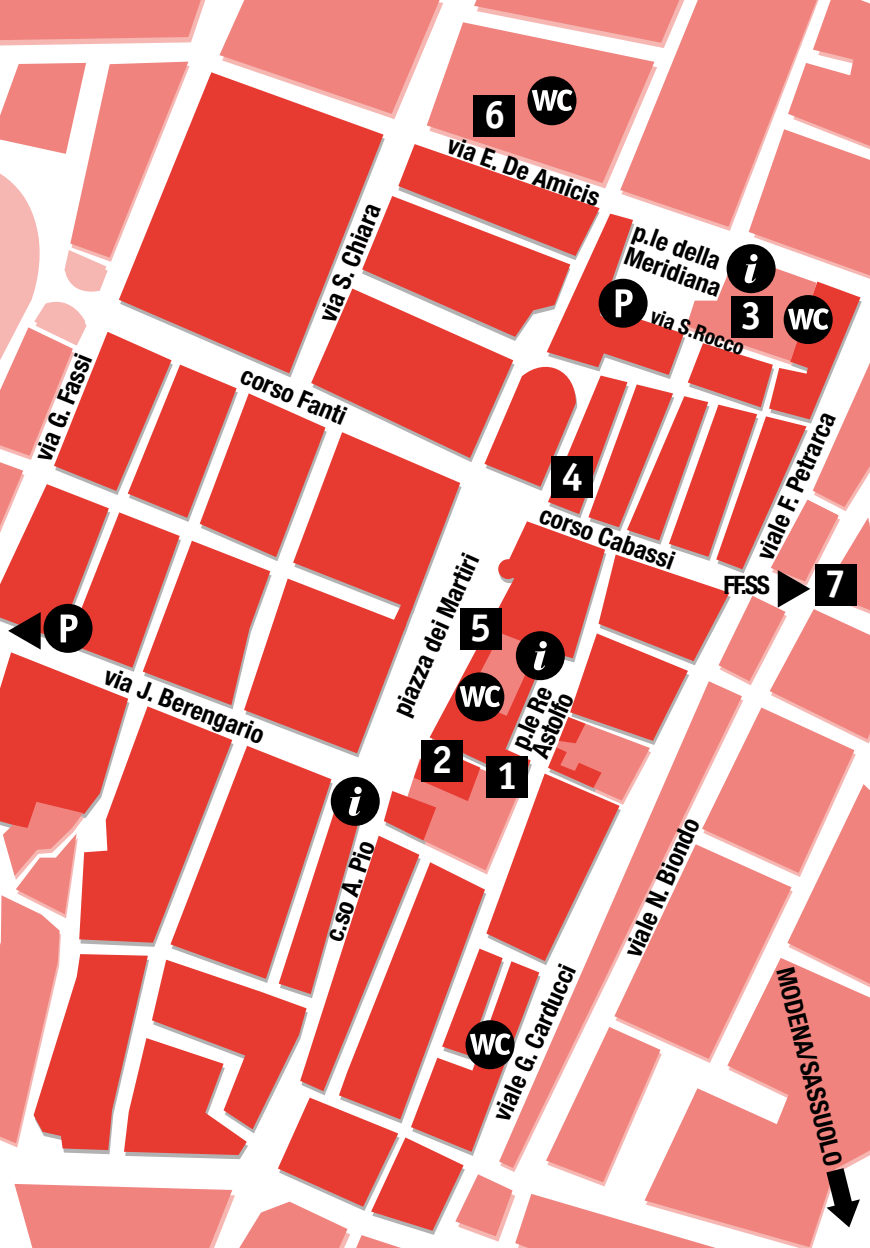 6
WC
via E. De Amicis
p.le della
Meridiana
i
P
3
WC
via S.Rocco
via S. Chiara
via G. Fassi
corso Fanti
4
corso Cabassi
viale F. Petrarca
FF.SS
7
piazza dei Martiri
5
i
P
WC
p.le Re
Astolfo
via J. Berengario
2
1
i
c.so A. Pio
viale N. Biondo
WC
viale G. Carducci
MODENA/SASSUOLO